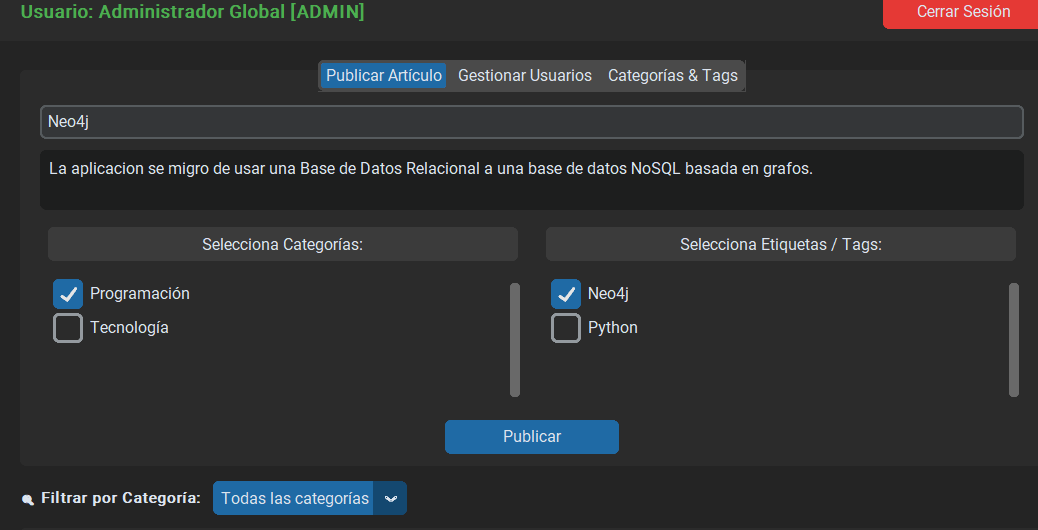 Usuario: Administrador Global [ADMIN]
Cerrar Sesión
Publicar Artículo Gestionar Usuarios Categorías & Tags
Neo4j
La aplicacion se migro de usar una Base de Datos Relacional a una base de datos NoSQL basada en grafos.
Selecciona Categorías:
Selecciona Etiquetas / Tags:
Programación
Neo4j
Tecnología
Python
Publicar
Filtrar por Categoría: Todas las categorías